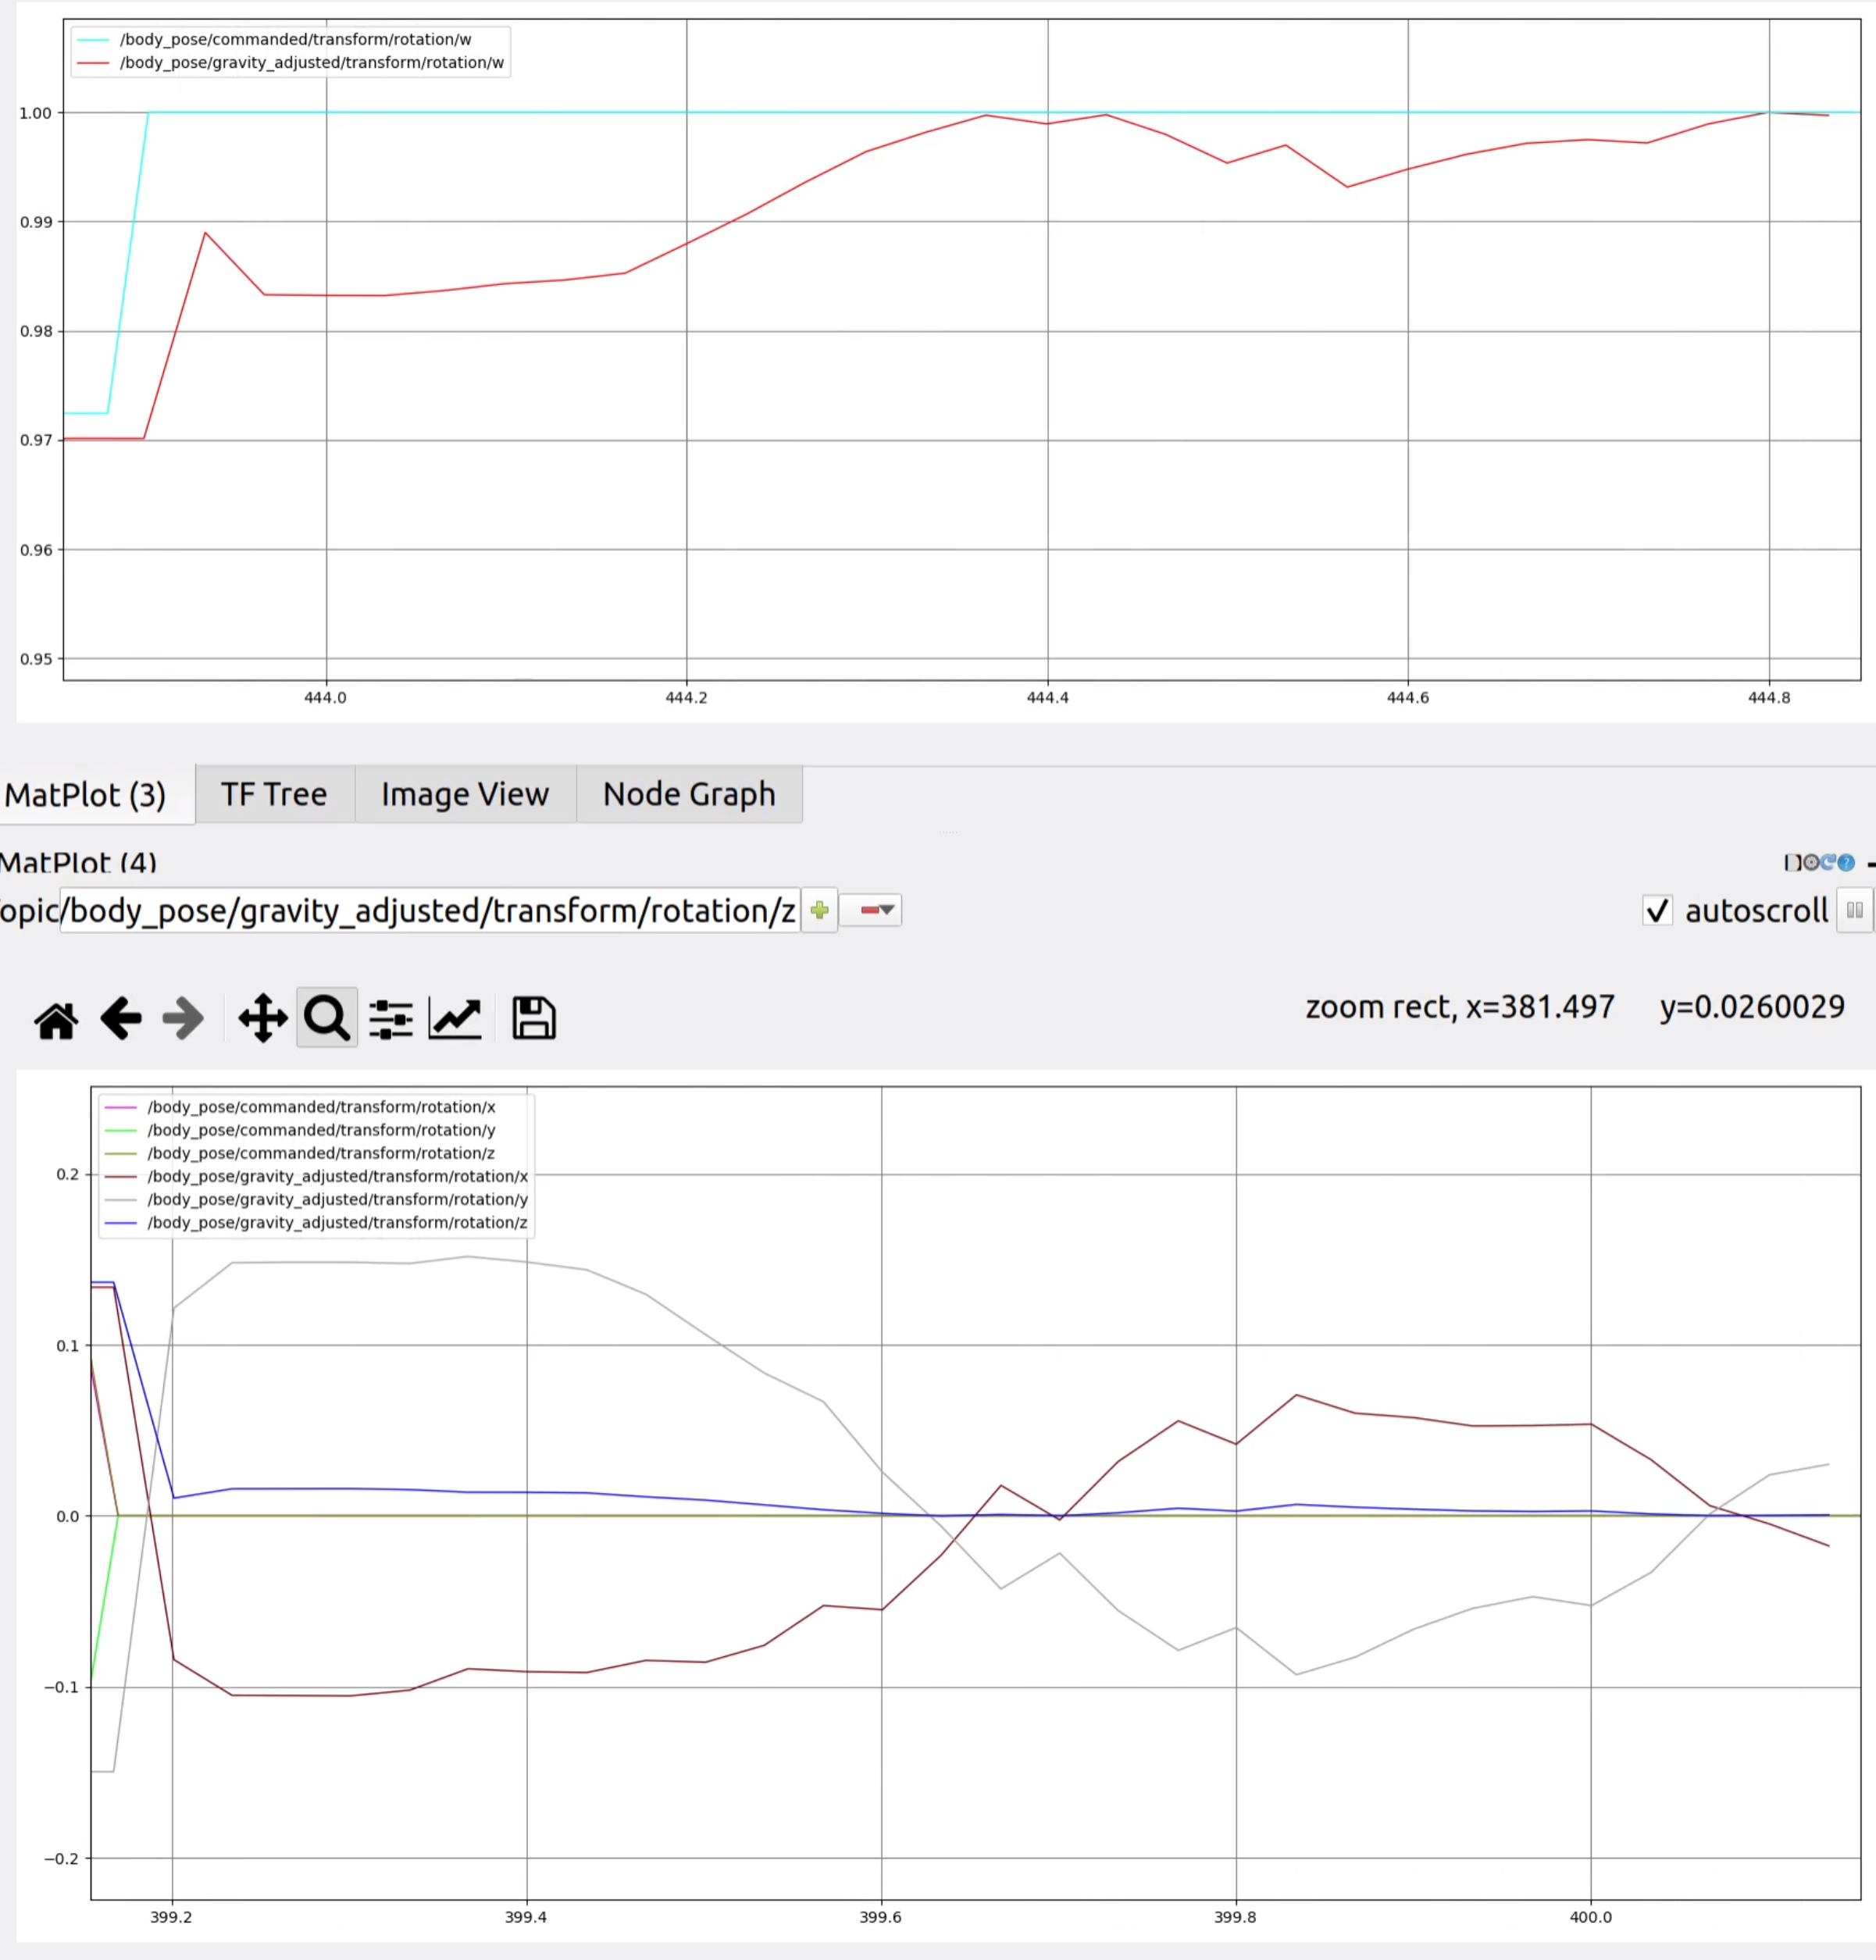 /body_pose/commanded/transform/rotation/w
/body_pose/gravity_adjusted/transform/rotation/w
1.00
0.99
0.98
0.97
0.96
0.95
444.0 444.2 444.4 444.6 444.8
MatPlot (3) TF Tree Image View Node Graph
MatPlot (4)
opic /body_pose/gravity_adjusted/transform/rotation/z autoscroll
zoom rect, x=381.497 y=0.0260029
/body_pose/commanded/transform/rotation/x
/body_pose/commanded/transform/rotation/y
/body_pose/commanded/transform/rotation/z
/body_pose/gravity_adjusted/transform/rotation/x
/body_pose/gravity_adjusted/transform/rotation/y
/body_pose/gravity_adjusted/transform/rotation/z
0.2
0.1
0.0
−0.1
−0.2
399.2 399.4 399.6 399.8 400.0